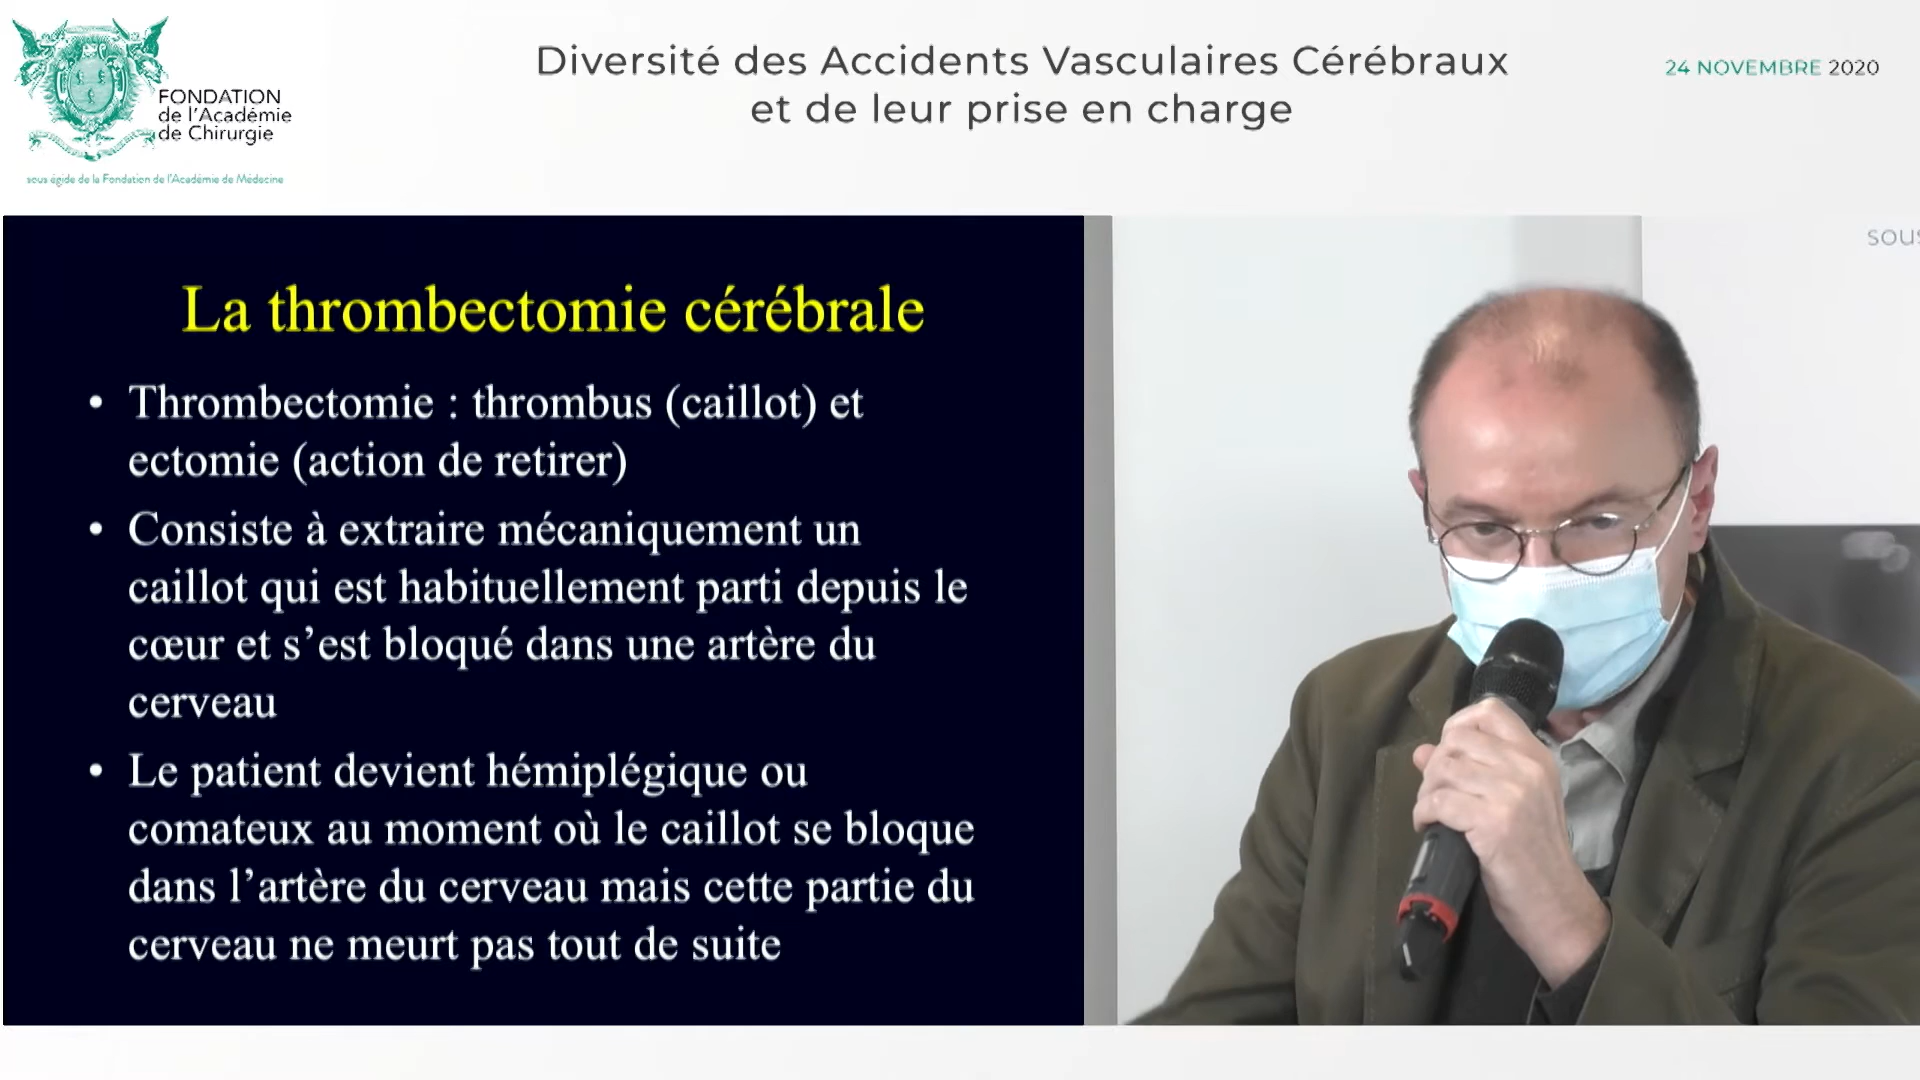 FONDATION
de l'Académie
de Chirurgie
sous égide de la Fondation de l'Académie de Médecine
Diversité des Accidents Vasculaires Cérébraux
et de leur prise en charge
24 NOVEMBRE 2020
La thrombectomie cérébrale
• Thrombectomie : thrombus (caillot) et
ectomie (action de retirer)
• Consiste à extraire mécaniquement un
caillot qui est habituellement parti depuis le
cœur et s’est bloqué dans une artère du
cerveau
• Le patient devient hémiplégique ou
comateux au moment où le caillot se bloque
dans l’artère du cerveau mais cette partie du
cerveau ne meurt pas tout de suite
sous